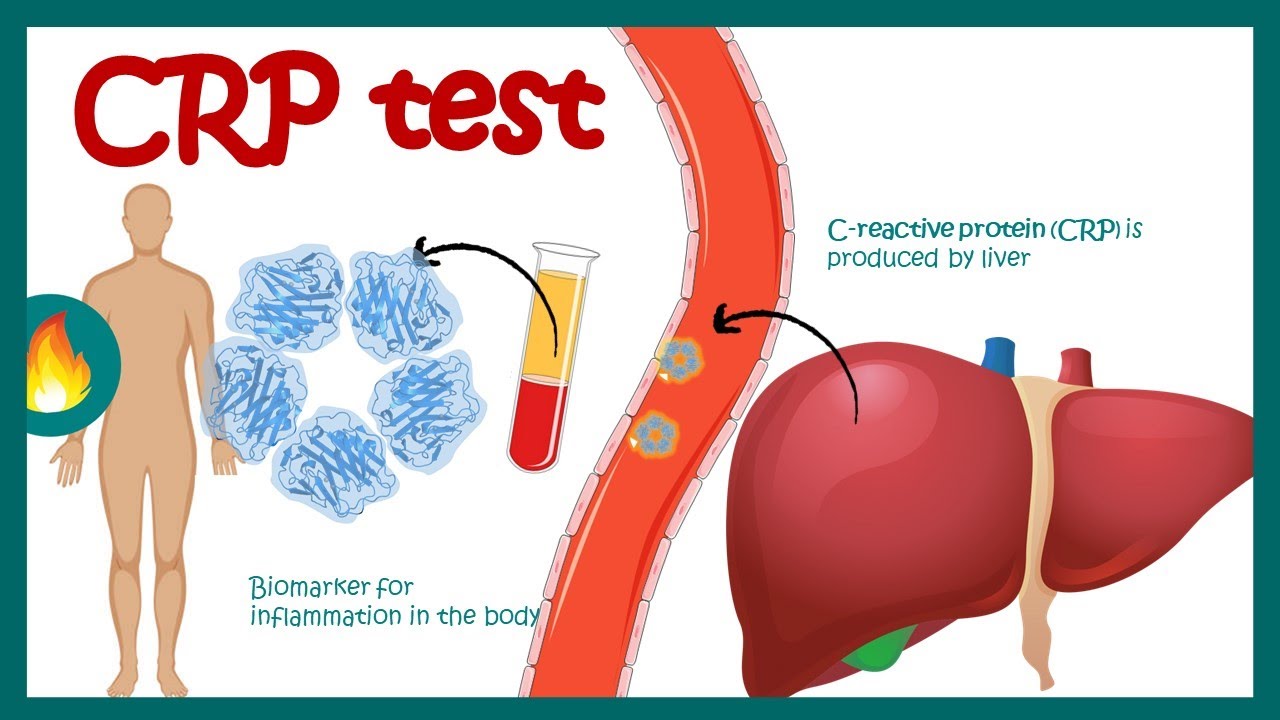 CRP test
C-reactive protein (CRP) is
produced by liver
Biomarker for
inflammation in the body